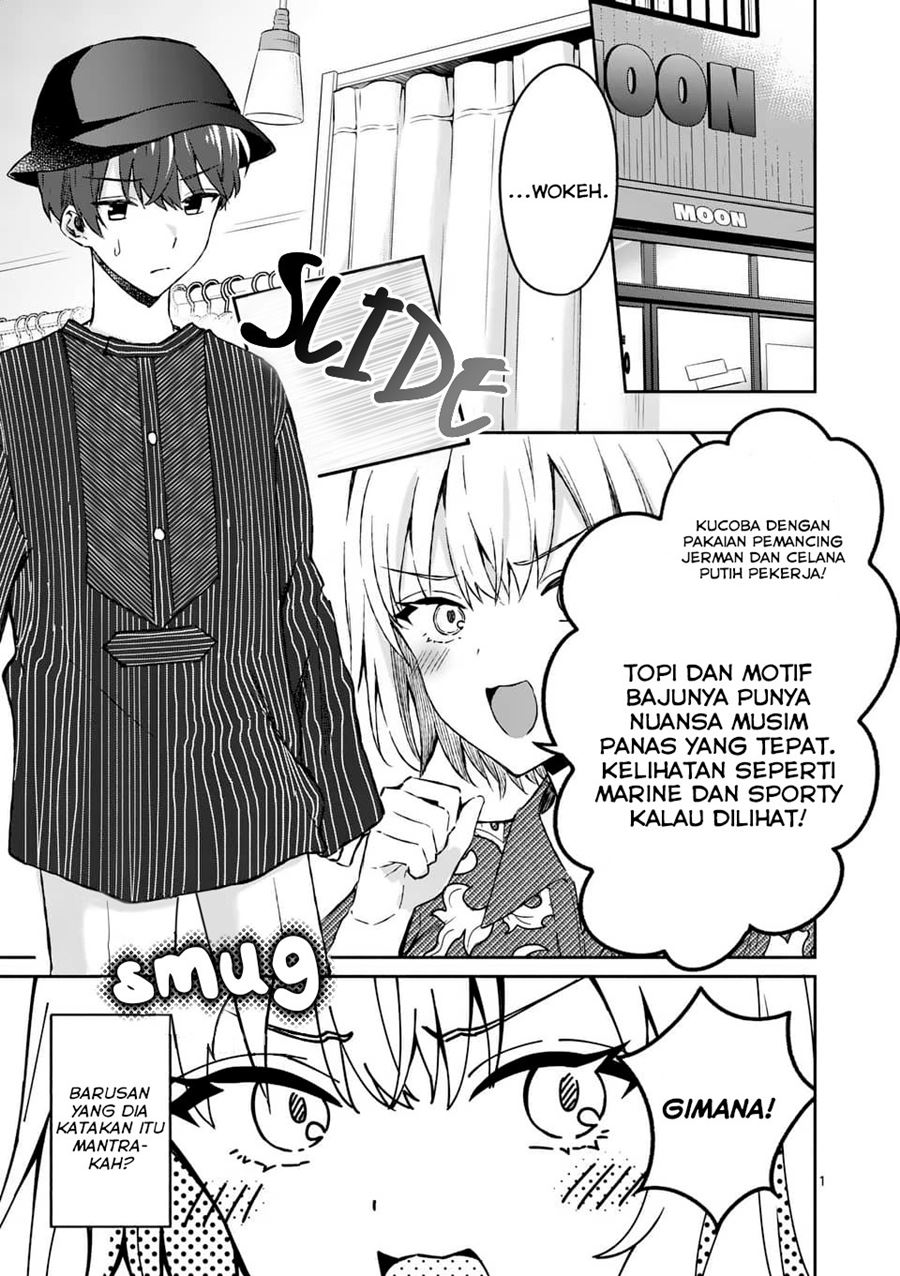 OON
MOON
...WOKEH.
SLIDE
KUCOBA DENGAN
PAKAIAN PEMANCING
JERMAN DAN CELANA
PUTIH PEKERJA!
TOPI DAN MOTIF
BAJUNYA PUNYA
NUANSA MUSIM
PANAS YANG TEPAT.
KELIHATAN SEPERTI
MARINE DAN SPORTY
KALAU DILIHAT!
smug
GIMANA!
BARUSAN
YANG DIA
KATAKAN ITU
MANTRA-
KAH?
1